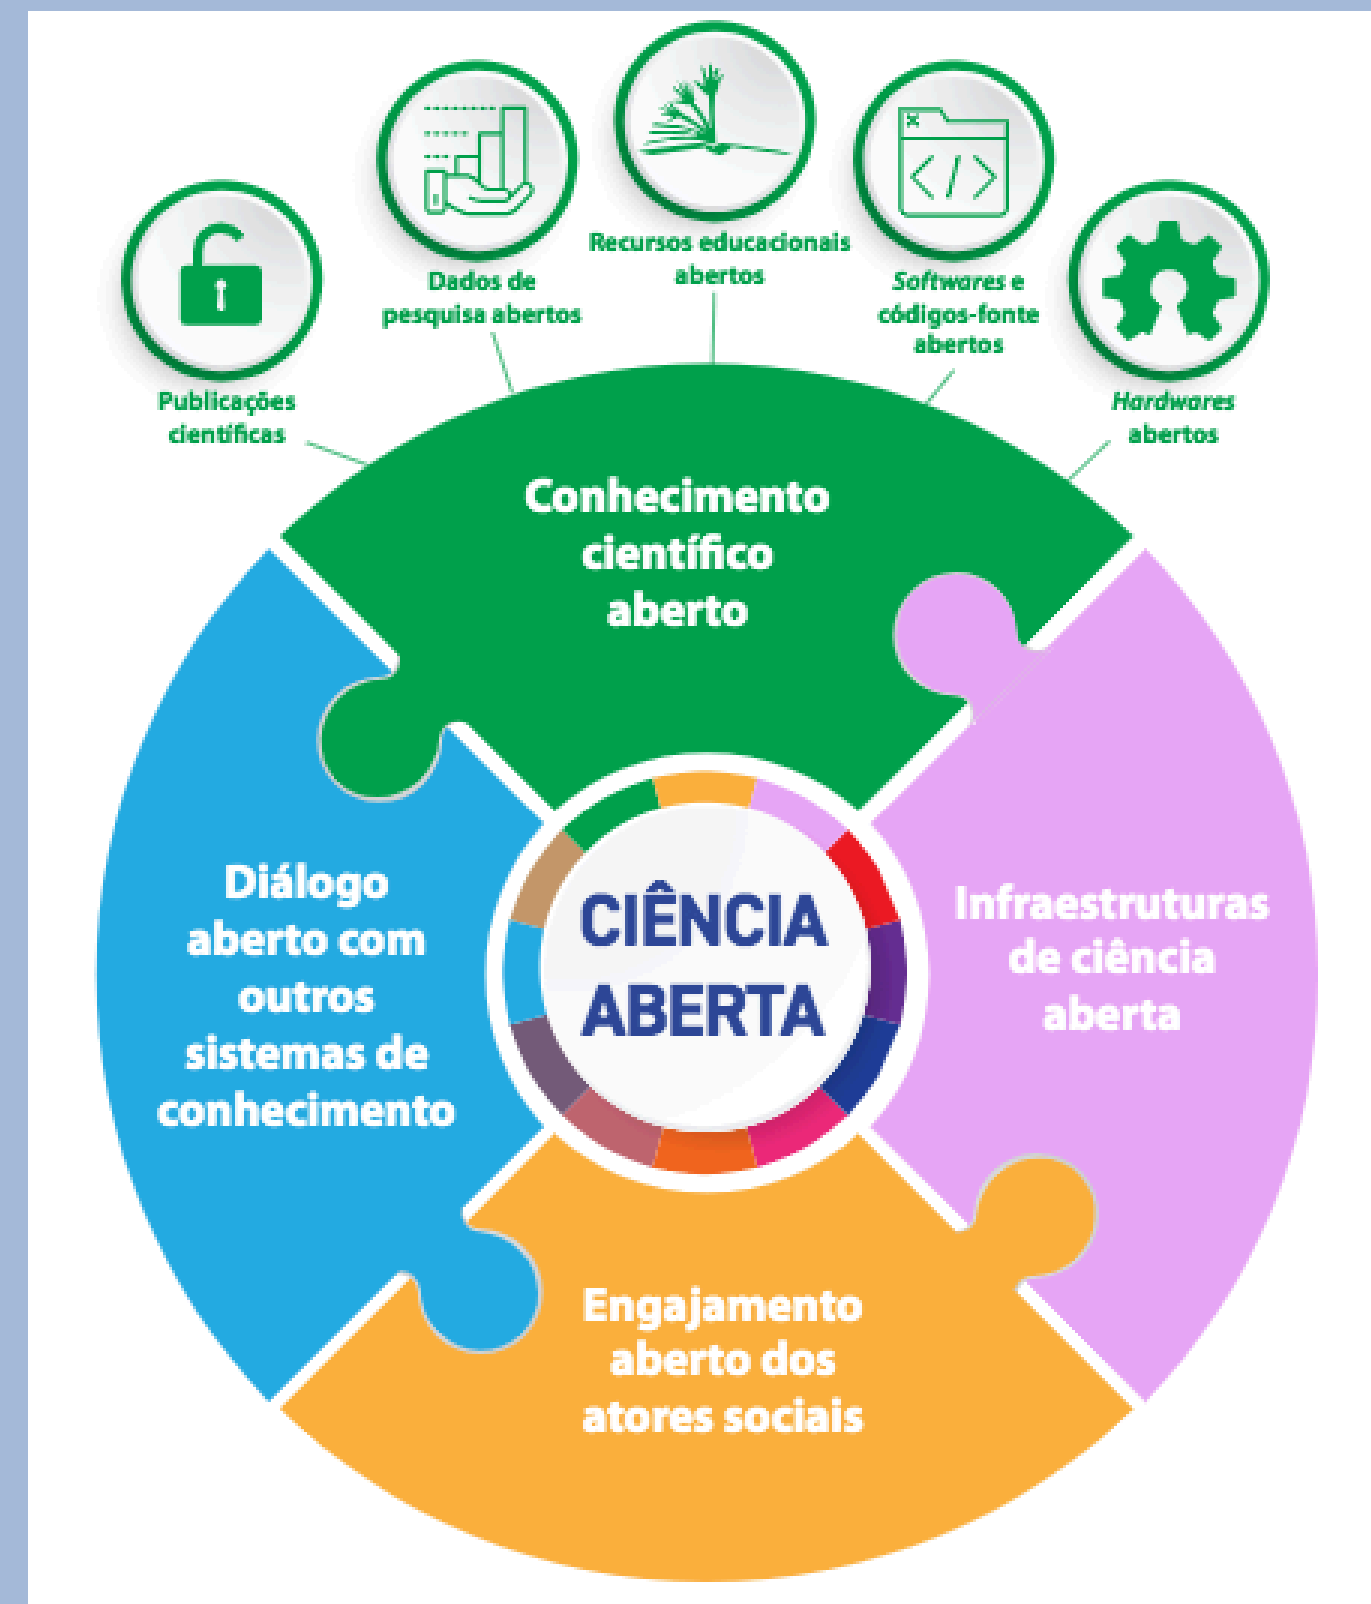 Publicações
científicas
Dados de
pesquisa abertos
Recursos educacionais
abertos
Softwares e
códigos-fonte
abertos
Hardwares
abertos
Conhecimento
científico
aberto
Diálogo
aberto com
outros
sistemas de
conhecimento
CIÊNCIA
ABERTA
Infraestruturas
de ciência
aberta
Engajamento
aberto dos
atores sociais